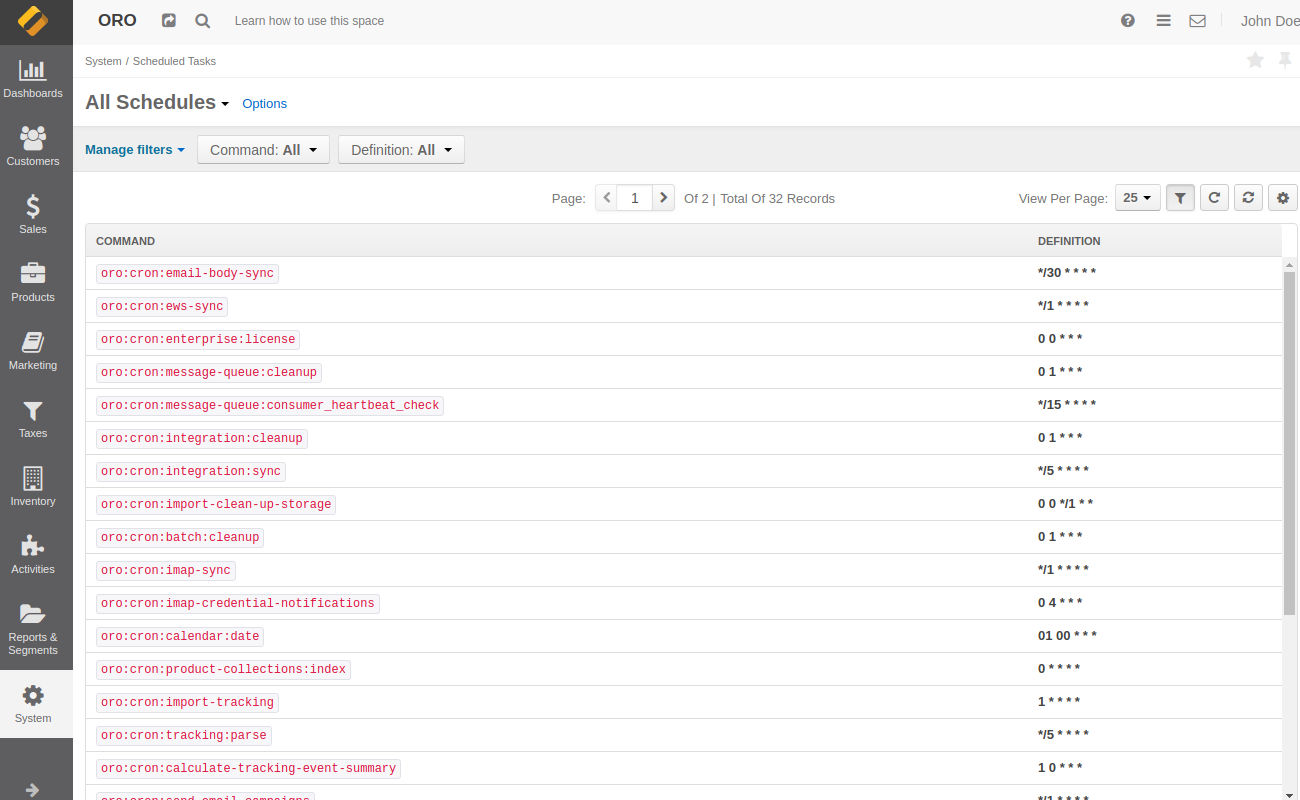 ORO Learn how to use this space John Doe
System / Scheduled Tasks
All Schedules Options
Manage filters Command: All Definition: All
Page: 1 Of 2 | Total Of 32 Records View Per Page: 25
COMMAND DEFINITION
oro:cron:email-body-sync */30 * * * *
oro:cron:ews-sync */1 * * * *
oro:cron:enterprise:license 0 0 * * *
oro:cron:message-queue:cleanup 0 1 * * *
oro:cron:message-queue:consumer_heartbeat_check */15 * * * *
oro:cron:integration:cleanup 0 1 * * *
oro:cron:integration:sync */5 * * * *
oro:cron:import-clean-up-storage 0 0 */1 * *
oro:cron:batch:cleanup 0 1 * * *
oro:cron:imap-sync */1 * * * *
oro:cron:imap-credential-notifications 0 4 * * *
oro:cron:calendar:date 01 00 * * *
oro:cron:product-collections:index 0 * * * *
oro:cron:import-tracking 1 * * * *
oro:cron:tracking:parse */5 * * * *
oro:cron:calculate-tracking-event-summary 1 0 * * *
oro:cron:send-email-campaigns */1 * * * *
Dashboards
Customers
Sales
Products
Marketing
Taxes
Inventory
Activities
Reports &
Segments
System